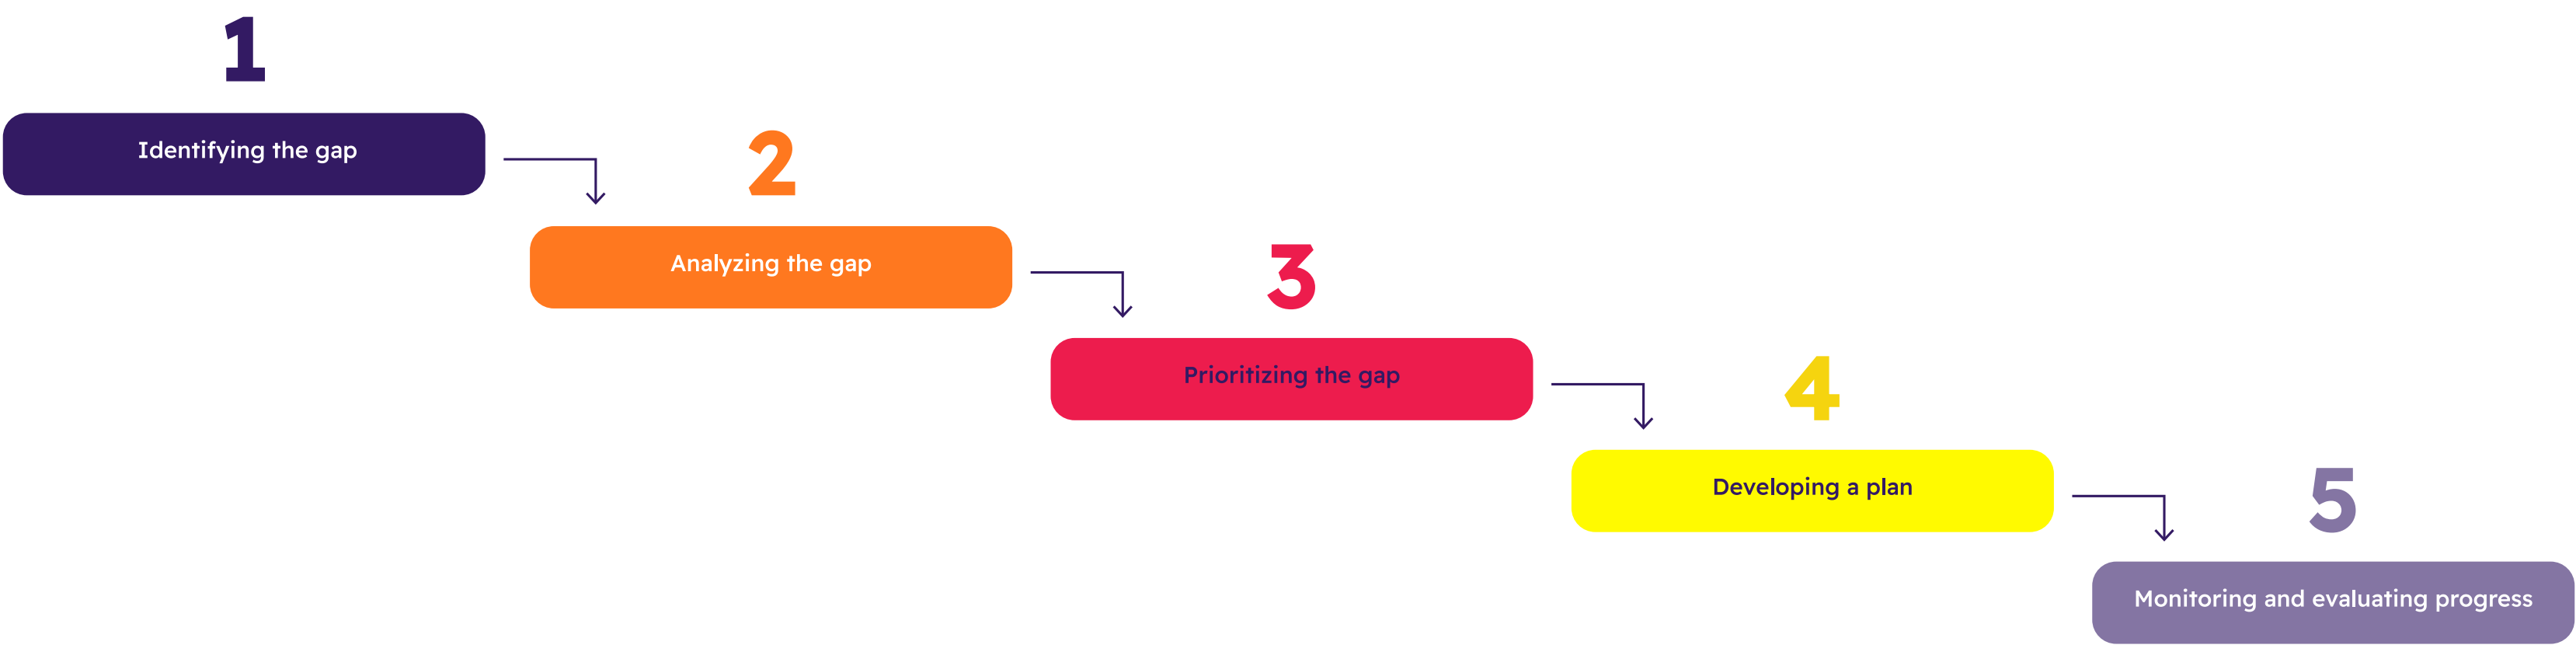 1
Identifying the gap
2
Analyzing the gap
3
Prioritizing the gap
4
Developing a plan
5
Monitoring and evaluating progress